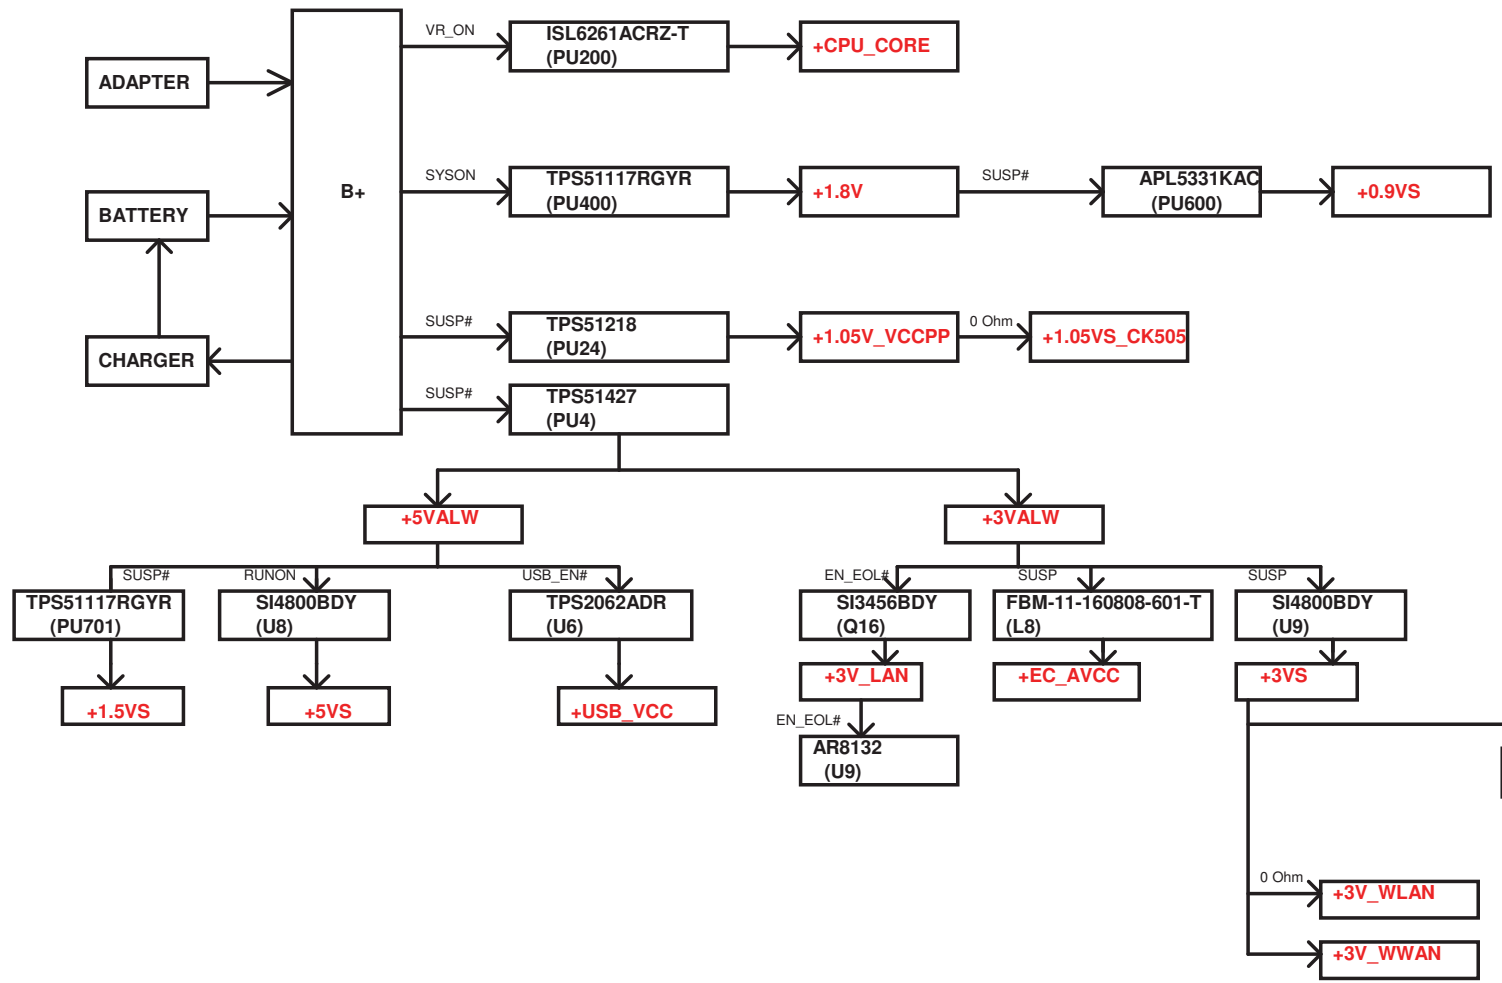 VR_ON
ISL6261ACRZ-T
(PU200)
+CPU_CORE
ADAPTER
B+
SYSON
TPS51117RGYR
(PU400)
+1.8V
SUSP#
APL5331KAC
(PU600)
+0.9VS
BATTERY
SUSP#
TPS51218
(PU24)
+1.05V_VCCPP
0 Ohm
+1.05VS_CK505
CHARGER
SUSP#
TPS51427
(PU4)
+5VALW
+3VALW
SUSP#
RUNON
USB_EN#
EN_EOL#
SUSP
SUSP
TPS51117RGYR
(PU701)
SI4800BDY
(U8)
TPS2062ADR
(U6)
SI3456BDY
(Q16)
FBM-11-160808-601-T
(L8)
SI4800BDY
(U9)
+3V_LAN
+EC_AVCC
+3VS
+1.5VS
+5VS
+USB_VCC
EN_EOL#
AR8132
(U9)
0 Ohm
+3V_WLAN
+3V_WWAN